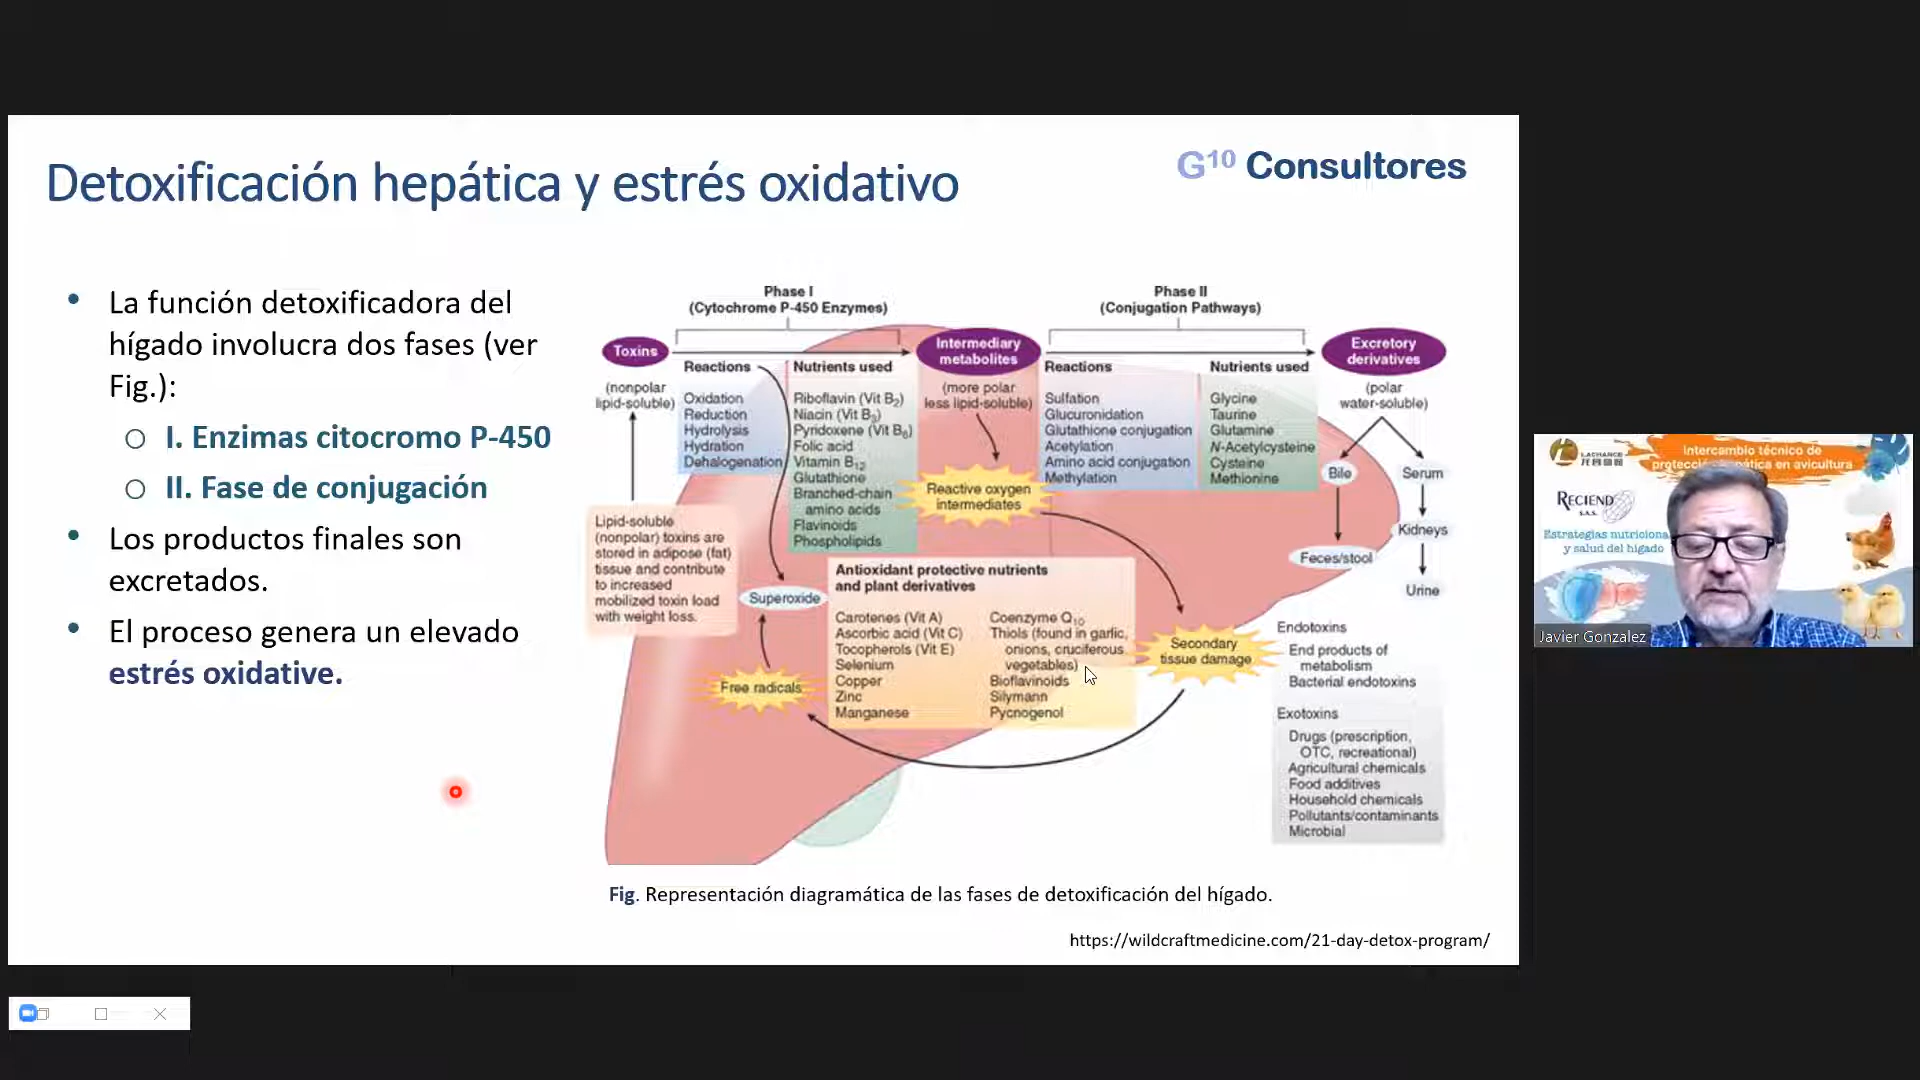 Detoxificación hepática y estrés oxidativo
G10 Consultores
• La función detoxificadora del
hígado involucra dos fases (ver
Fig.):
I. Enzimas citocromo P-450
II. Fase de conjugación
• Los productos finales son
excretados.
• El proceso genera un elevado
estrés oxidative.
Phase I
(Cytochrome P-450 Enzymes)
Phase II
(Conjugation Pathways)
Toxins
(nonpolar
lipid-soluble)
Reactions
Oxidation
Reduction
Hydrolysis
Hydration
Dehalogenation
Nutrients used
Riboflavin (Vit B2)
Niacin (Vit B3)
Pyridoxene (Vit B6)
Folic acid
Vitamin B12
Glutathione
Branched-chain
amino acids
Flavinoids
Phospholipids
Intermediary
metabolites
(more polar
less lipid-soluble)
Reactive oxygen
intermediates
Reactions
Sulfation
Glucuronidation
Glutathione conjugation
Acetylation
Amino acid conjugation
Methylation
Nutrients used
Glycine
Taurine
Glutamine
N-Acetylcysteine
Cysteine
Methionine
Excretory
derivatives
(polar
water-soluble)
Bile
Serum
Kidneys
Feces/stool
Urine
Lipid-soluble
(nonpolar) toxins are
stored in adipose (fat)
tissue and contribute
to increased
mobilized toxin load
with weight loss.
Superoxide
Free radicals
Antioxidant protective nutrients
and plant derivatives
Carotenes (Vit A)
Ascorbic acid (Vit C)
Tocopherols (Vit E)
Selenium
Copper
Zinc
Manganese
Coenzyme Q10
Thiols (found in garlic,
onions, cruciferous
vegetables)
Bioflavinoids
Silymann
Pycnogenol
Secondary
tissue damage
Endotoxins
End products of
metabolism
Bacterial endotoxins
Exotoxins
Drugs (prescription,
OTC, recreational)
Agricultural chemicals
Food additives
Household chemicals
Pollutants/contaminants
Microbial
Fig. Representación diagramática de las fases de detoxificación del hígado.
https://wildcraftmedicine.com/21-day-detox-program/
LACHANCE
Intercambio técnico de
protección hepática en avicultura
RECIEND
S.A.S.
Estrategias nutriciona
y salud del hígado
Javier Gonzalez